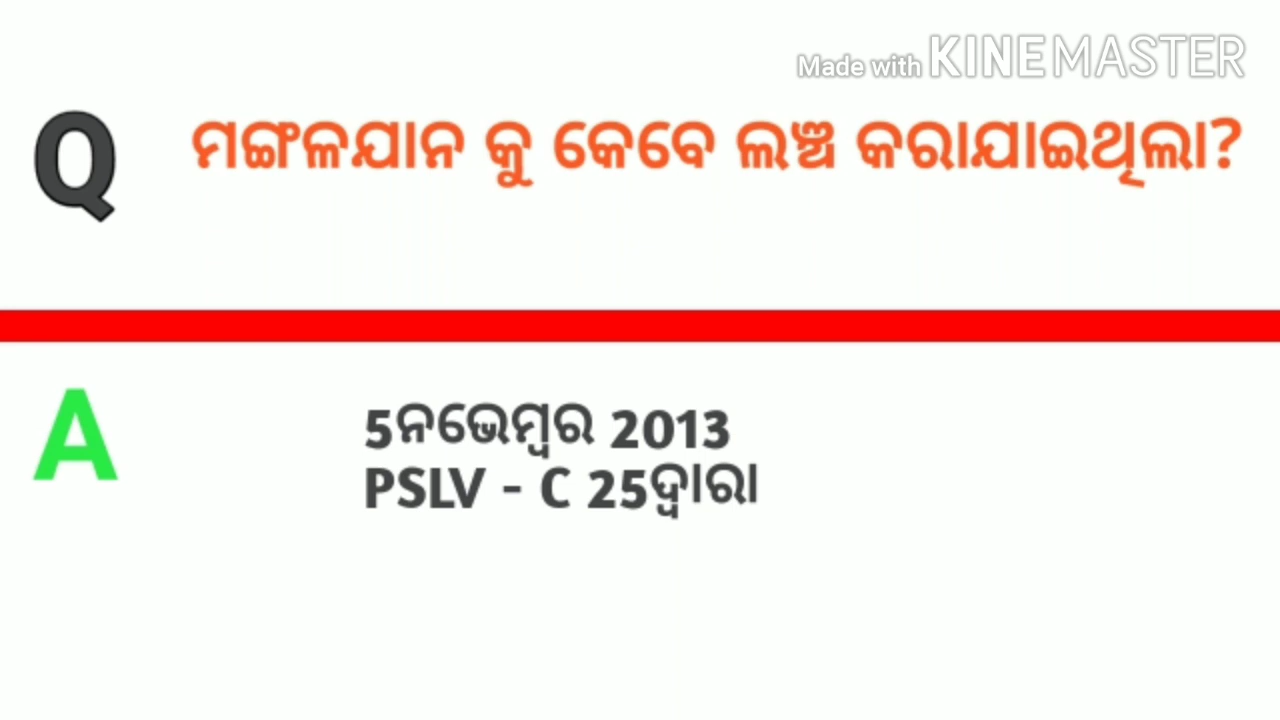 Made with KINEMASTER
Q ମଙ୍ଗଳଯାନ କୁ କେବେ ଲଞ୍ଚ କରାଯାଇଥିଲା?
A
5ନଭେମ୍ବର 2013
PSLV - C 25ଦ୍ୱାରା